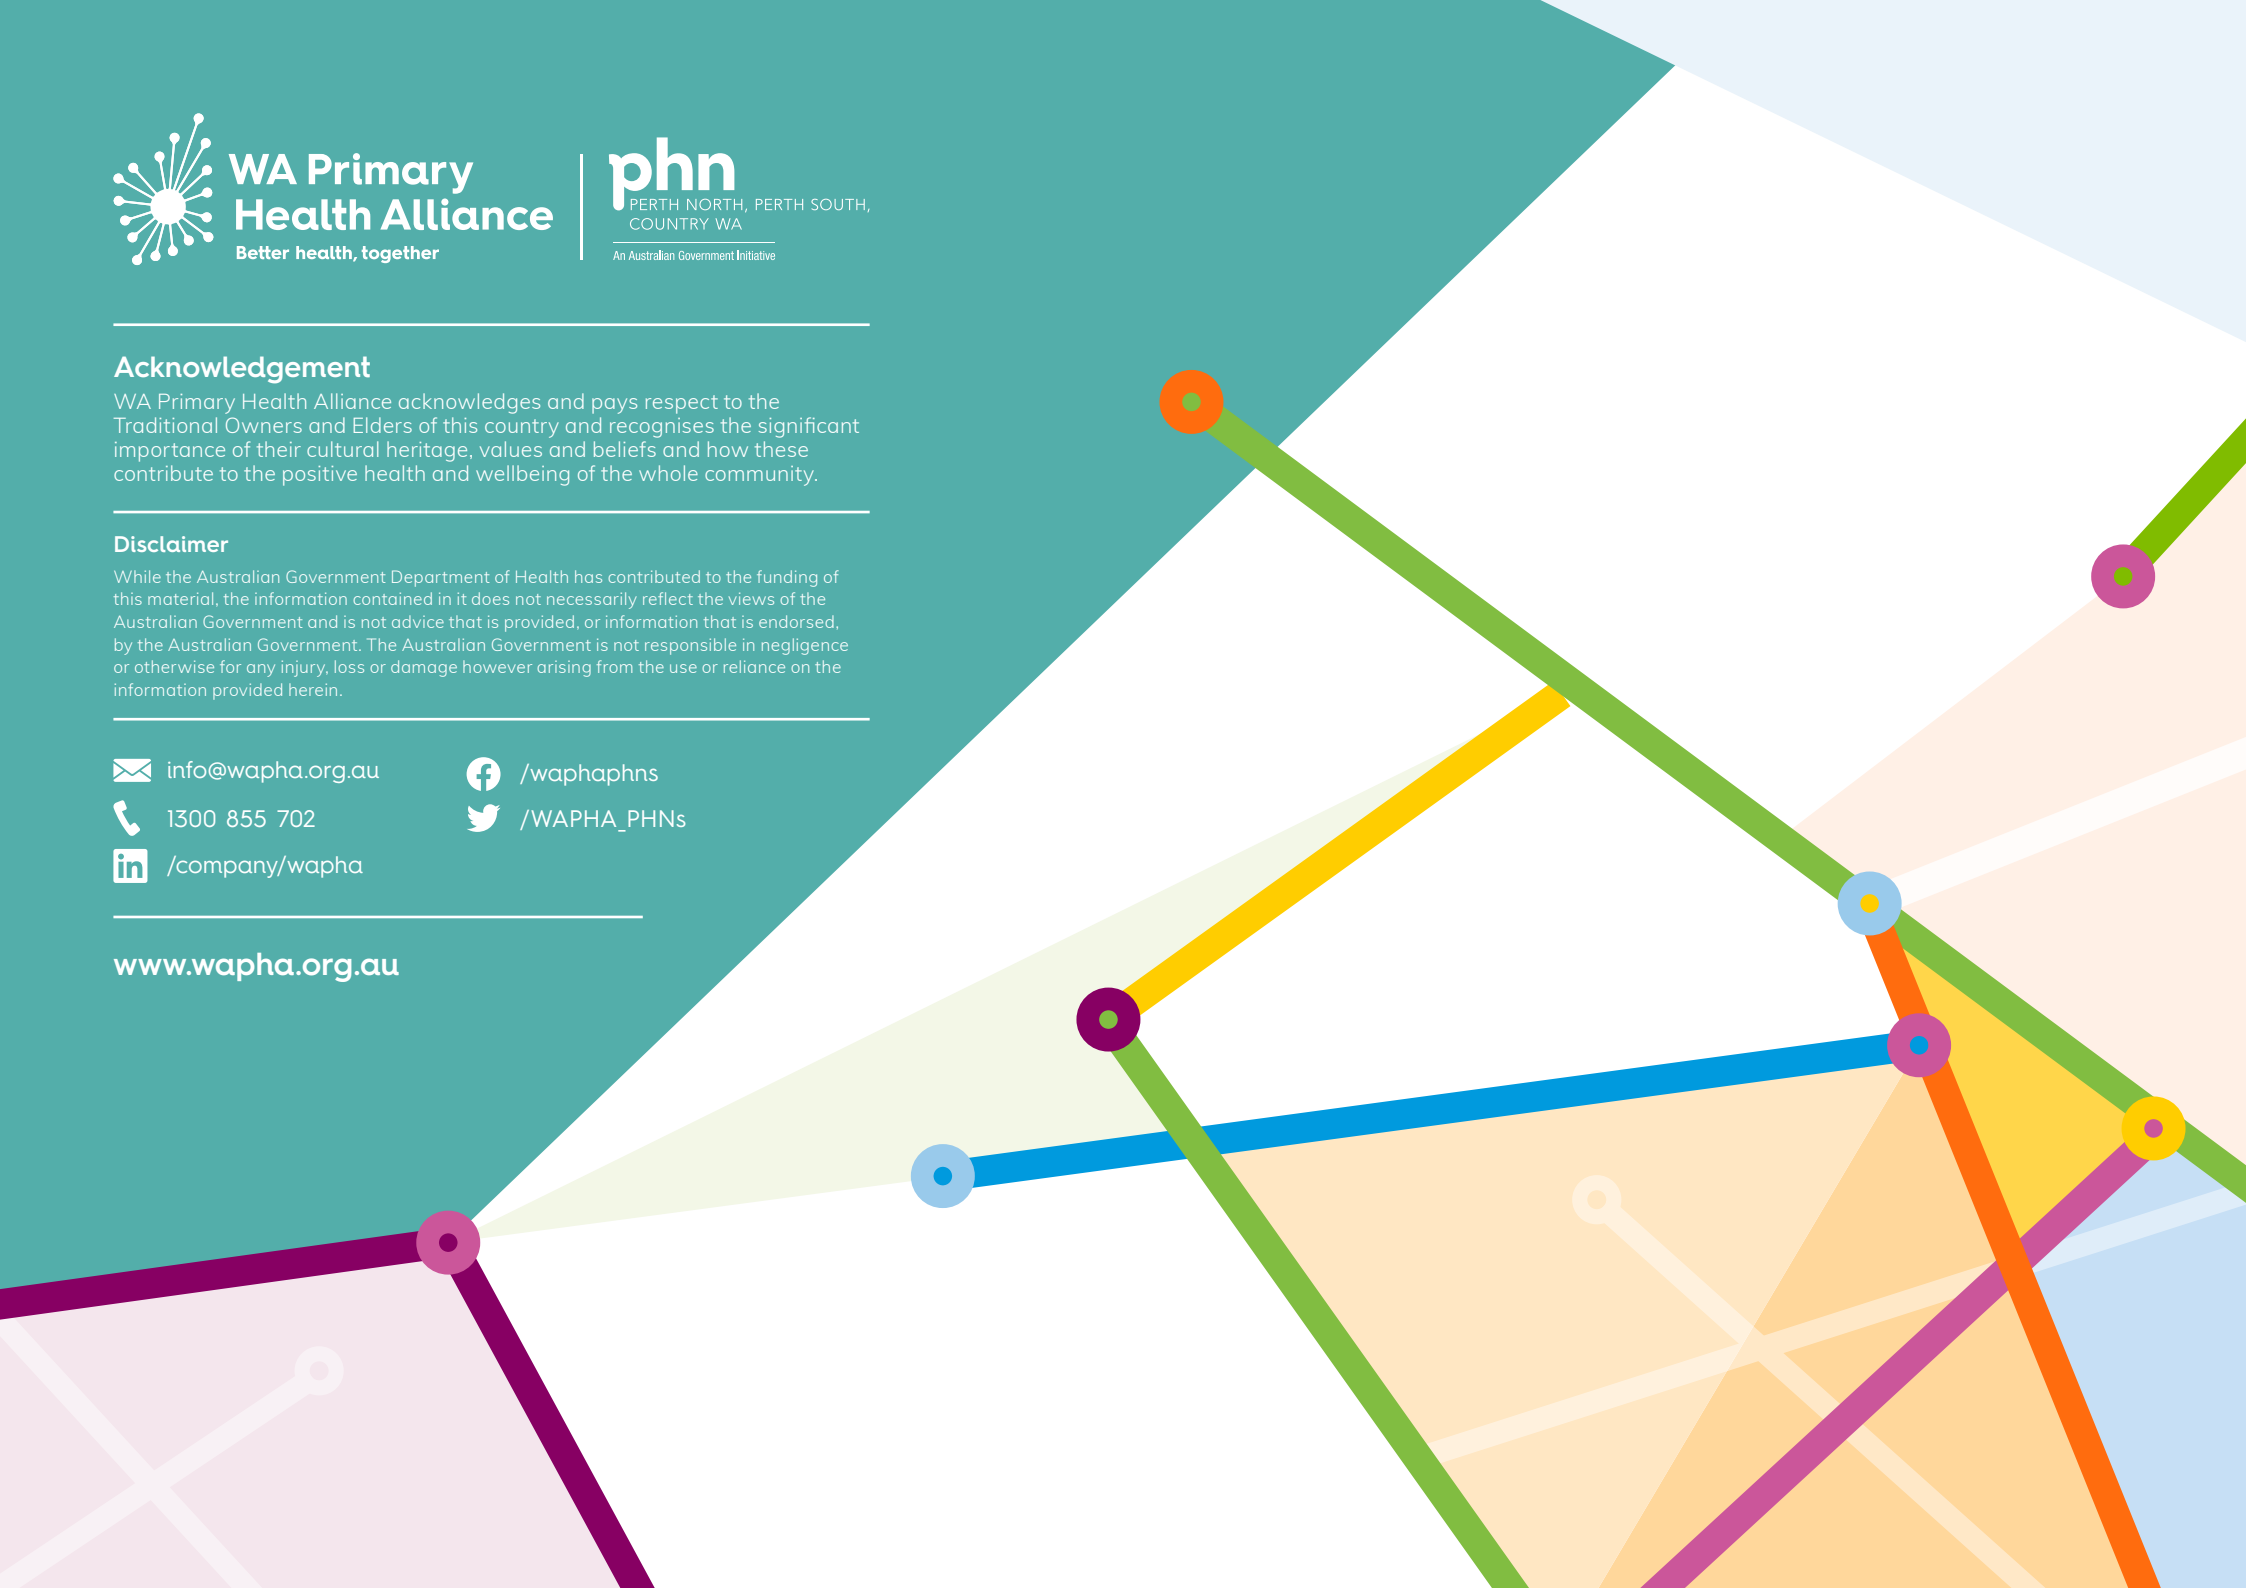 WA Primary
Health Alliance
Better health, together
phn
PERTH NORTH, PERTH SOUTH,
COUNTRY WA
An Australian Government Initiative
Acknowledgement
WA Primary Health Alliance acknowledges and pays respect to the
Traditional Owners and Elders of this country and recognises the significant
importance of their cultural heritage, values and beliefs and how these
contribute to the positive health and wellbeing of the whole community.
Disclaimer
While the Australian Government Department of Health has contributed to the funding of
this material, the information contained in it does not necessarily reflect the views of the
Australian Government and is not advice that is provided, or information that is endorsed,
by the Australian Government. The Australian Government is not responsible in negligence
or otherwise for any injury, loss or damage however arising from the use or reliance on the
information provided herein.
info@wapha.org.au
1300 855 702
/company/wapha
/waphaphns
/WAPHA_PHNs
www.wapha.org.au